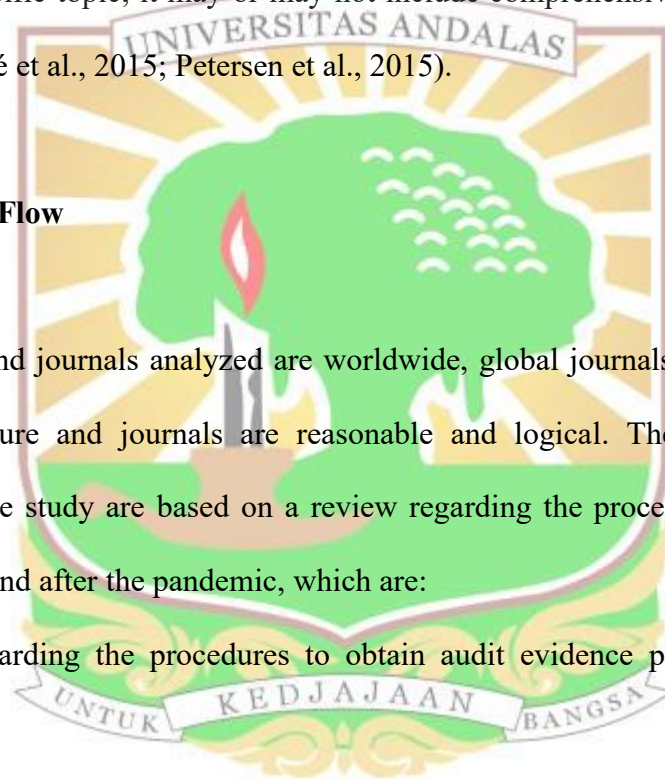 specific topic, it may or may not include comprehensiv
UNIVERSITAS ANDALAS
é et al., 2015; Petersen et al., 2015).
Flow
nd journals analyzed are worldwide, global journals
ure and journals are reasonable and logical. The
e study are based on a review regarding the proce
nd after the pandemic, which are:
arding the procedures to obtain audit evidence p
UNTUK KEDJAJAAN BANGSA